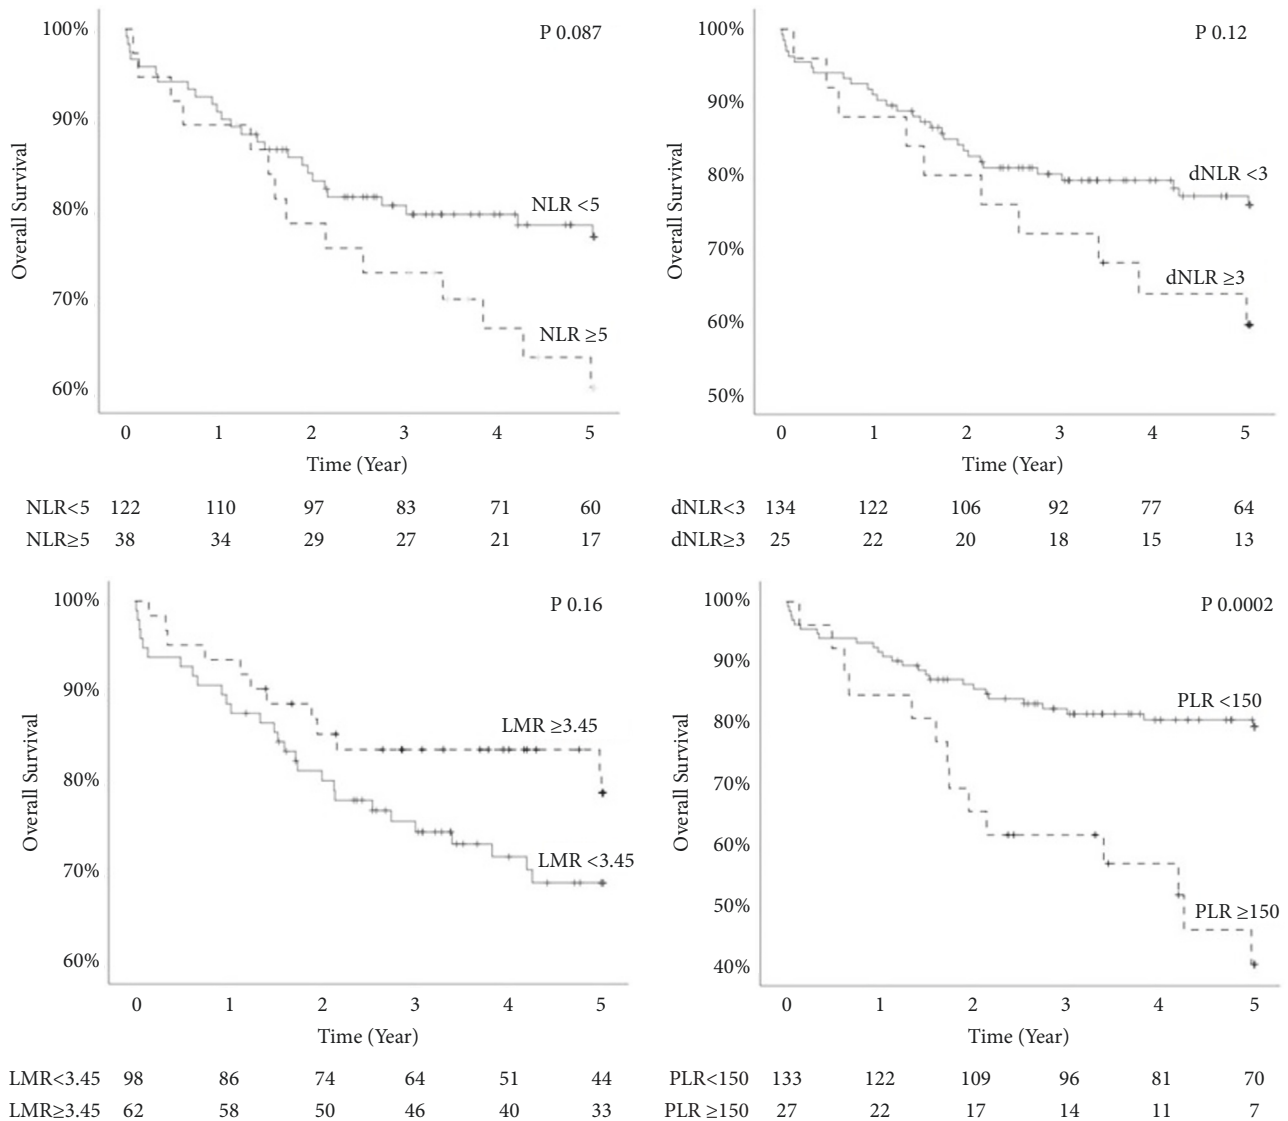 100%
90%
80%
70%
60%
Overall Survival
P 0.087
NLR <5
NLR ≥5
0 1 2 3 4 5
Time (Year)
NLR<5 122 110 97 83 71 60
NLR≥5 38 34 29 27 21 17
100%
90%
80%
70%
60%
50%
Overall Survival
P 0.12
dNLR <3
dNLR ≥3
0 1 2 3 4 5
Time (Year)
dNLR<3 134 122 106 92 77 64
dNLR≥3 25 22 20 18 15 13
100%
90%
80%
70%
60%
Overall Survival
P 0.16
LMR ≥3.45
LMR <3.45
0 1 2 3 4 5
Time (Year)
LMR<3.45 98 86 74 64 51 44
LMR≥3.45 62 58 50 46 40 33
100%
90%
80%
70%
60%
50%
40%
Overall Survival
P 0.0002
PLR <150
PLR ≥150
0 1 2 3 4 5
Time (Year)
PLR<150 133 122 109 96 81 70
PLR ≥150 27 22 17 14 11 7